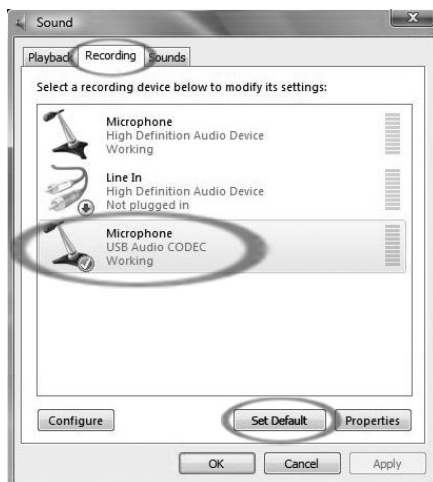 Sound
Playback Recording Sounds
Select a recording device below to modify its settings:
Microphone
High Definition Audio Device
Working
Line In
High Definition Audio Device
Not plugged in
Microphone
USB Audio CODEC
Working
Configure Set Default Properties
OK Cancel Apply